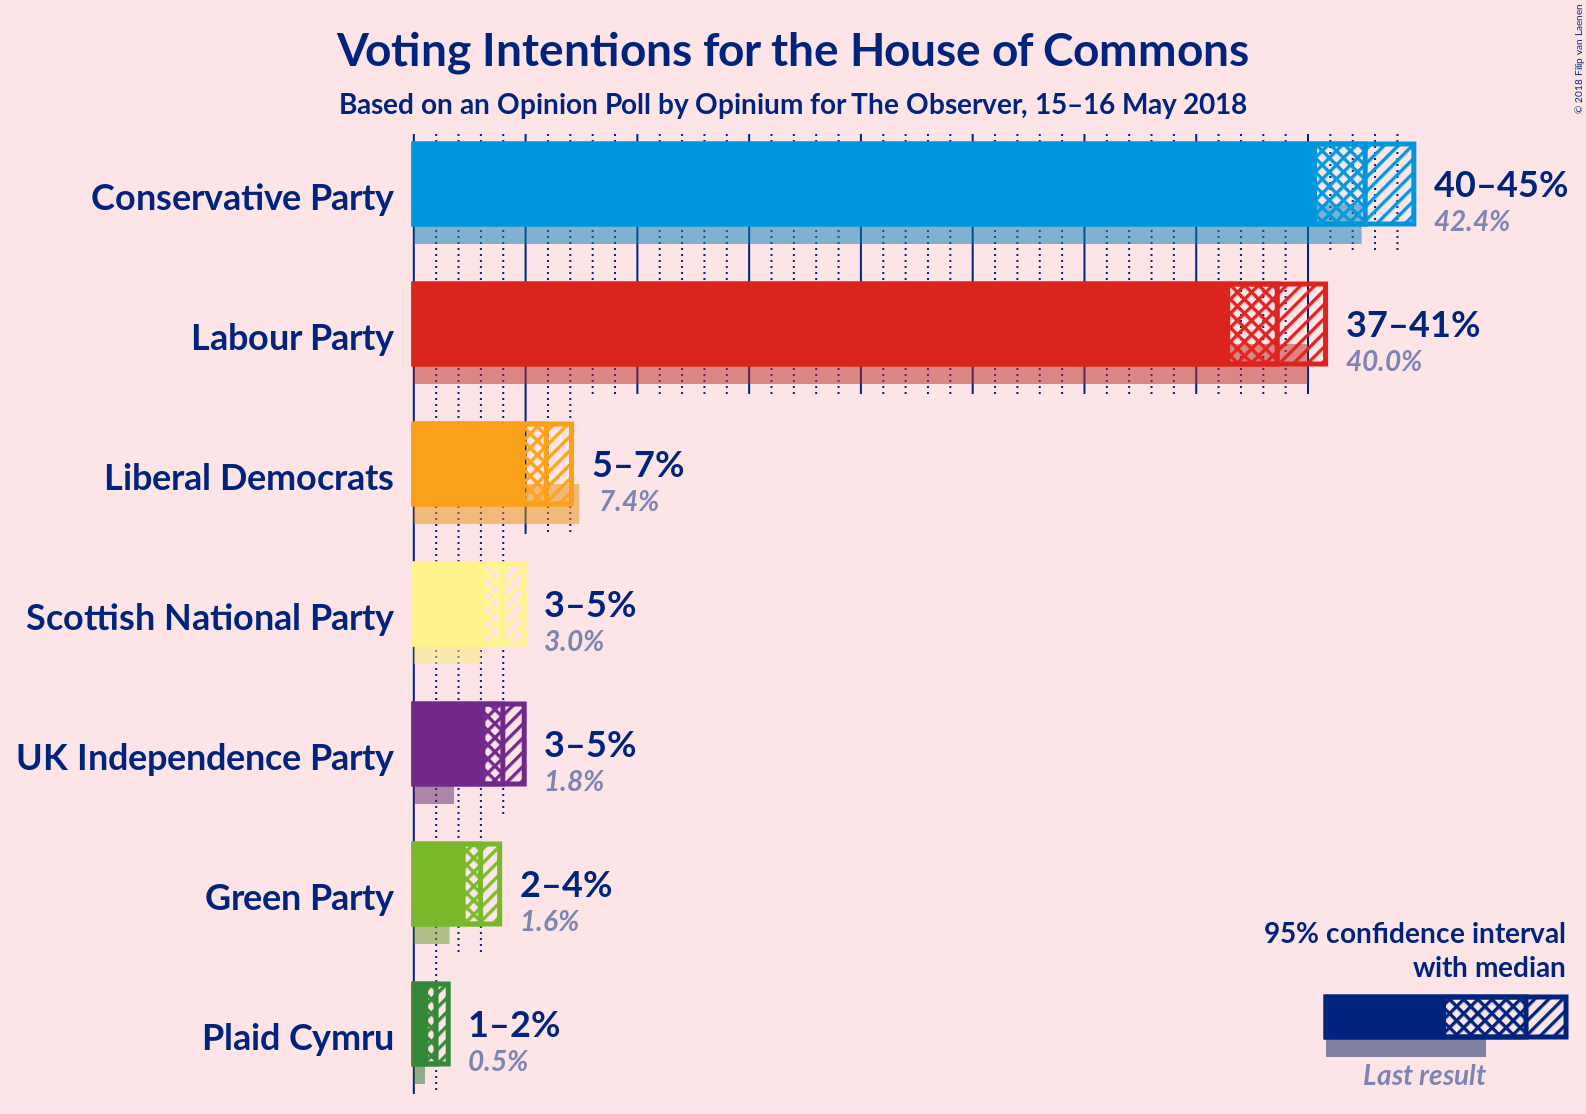 Voting Intentions for the House of Commons
Based on an Opinion Poll by Opinium for The Observer, 15–16 May 2018
© 2018 Filip van Laenen
Conservative Party
40–45%
42.4%
Labour Party
37–41%
40.0%
Liberal Democrats
5–7%
7.4%
Scottish National Party
3–5%
3.0%
UK Independence Party
3–5%
1.8%
Green Party
2–4%
1.6%
Plaid Cymru
1–2%
0.5%
95% confidence interval
with median
Last result